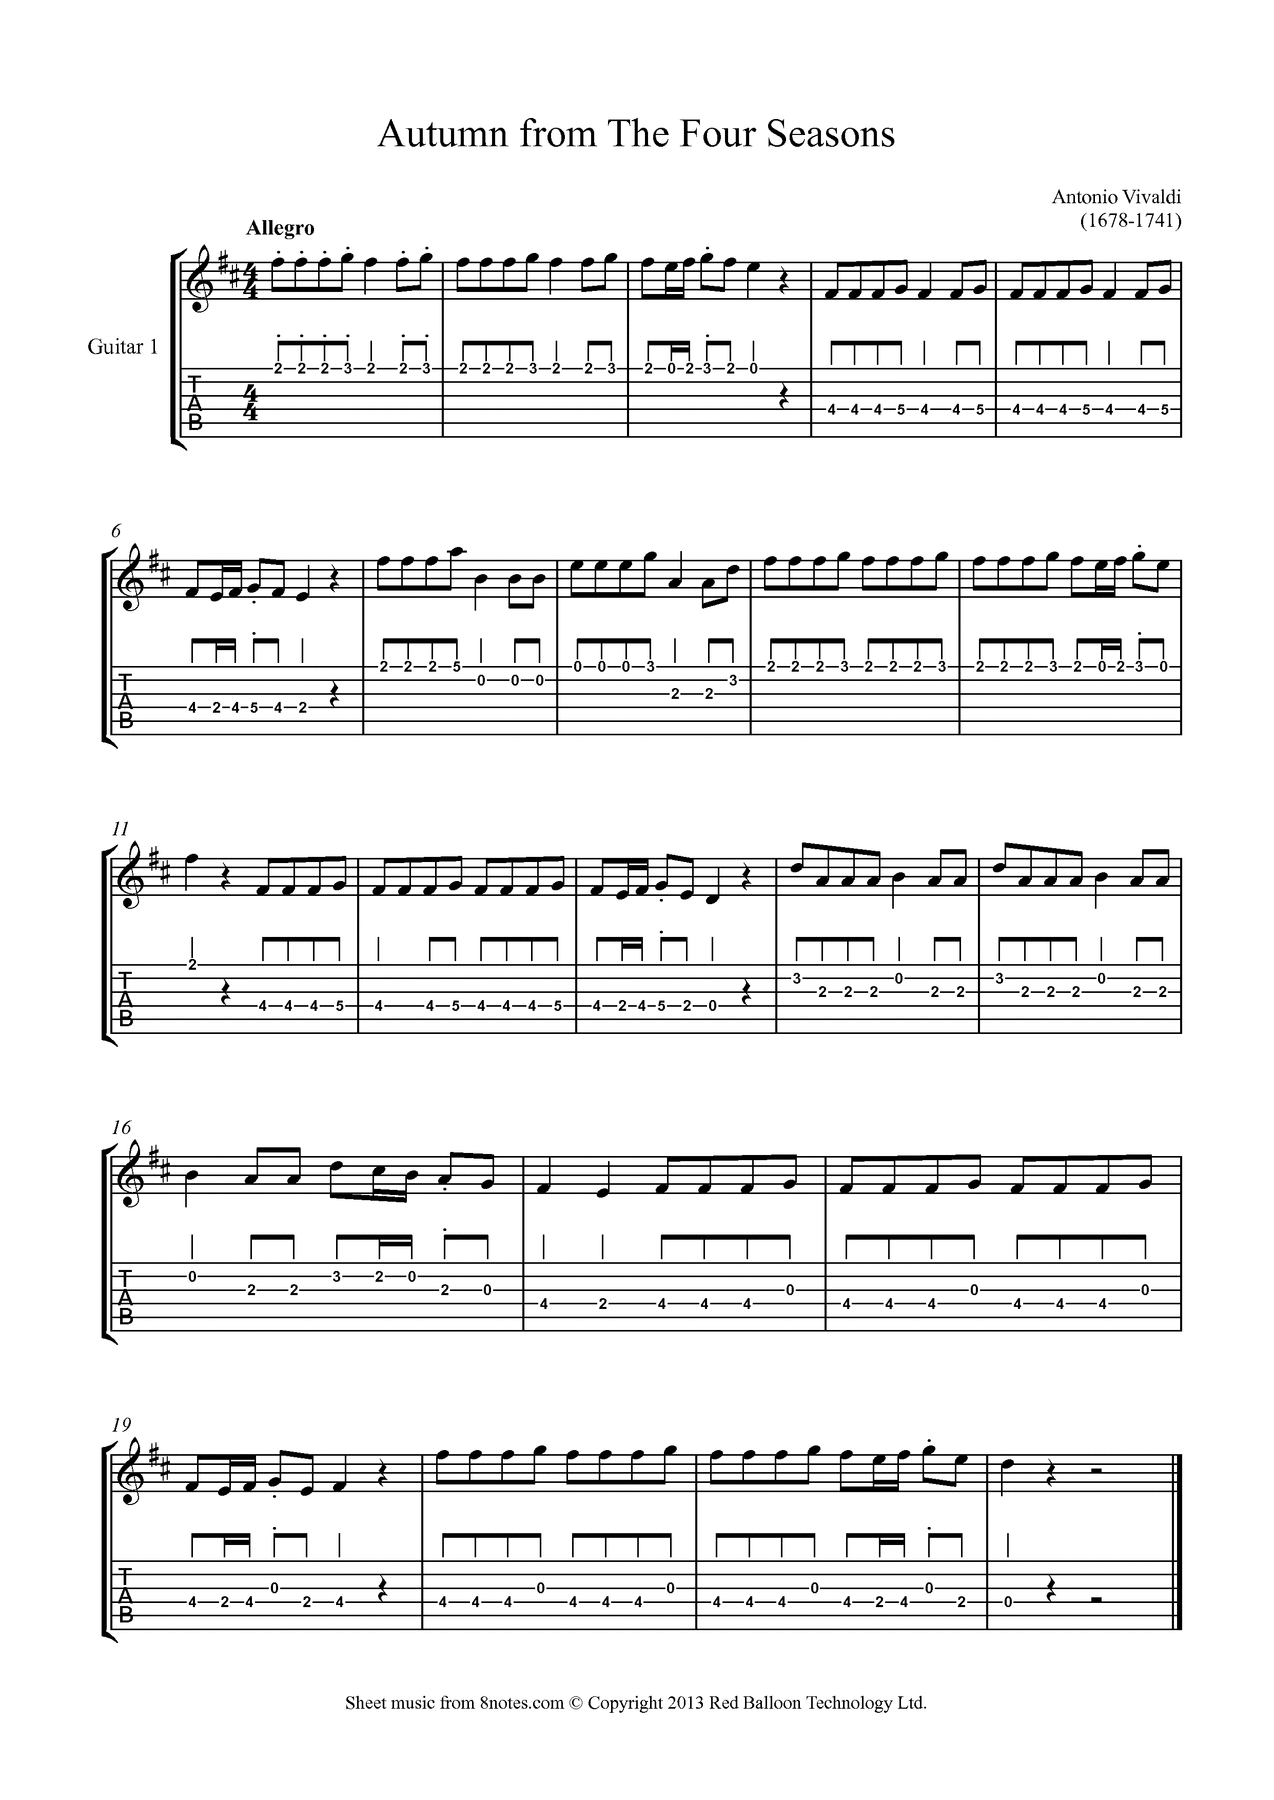 Autumn from The Four Seasons
Antonio Vivaldi
(1678-1741)
Allegro
4
4
Guitar 1
2 2 2 3 2 2 3 2 2 2 3 2 2 3 2 0 2 3 2 0 4 4 4 5 4 4 5 4 4 4 5 4 4 5
T
A
B
4
4
6
2 2 2 5 0 0 0 0 0 0 3 2 2 3 2 2 2 3 2 2 2 3 2 2 2 3 2 0 2 3 0
T
A
B
4 2 4 5 4 2
11
2 4 4 4 5 4 4 5 4 4 4 5 4 2 4 5 2 0 3 2 2 2 0 2 2 3 2 2 2 0 2 2
T
A
B
16
0 2 2 3 2 0 2 0 4 2 4 4 4 0 4 4 4 0 4 4 4 0
T
A
B
19
4 2 4 0 2 4 4 4 4 0 4 4 4 0 4 4 4 0 4 2 4 0 2 0
T
A
B
Sheet music from 8notes.com © Copyright 2013 Red Balloon Technology Ltd.